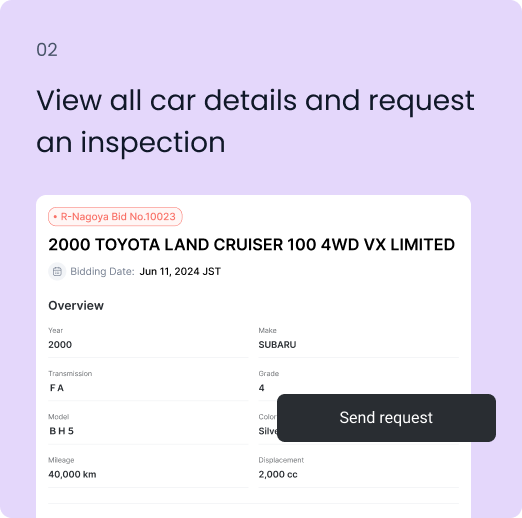 02
View all car details and request
an inspection
• R-Nagoya Bid No.10023
2000 TOYOTA LAND CRUISER 100 4WD VX LIMITED
Bidding Date: Jun 11, 2024 JST
Overview
Year
Make
2000
SUBARU
Transmission
Grade
F A
4
Model
Color
B H 5
Silve
Send request
Mileage
Displacement
40,000 km
2,000 cc